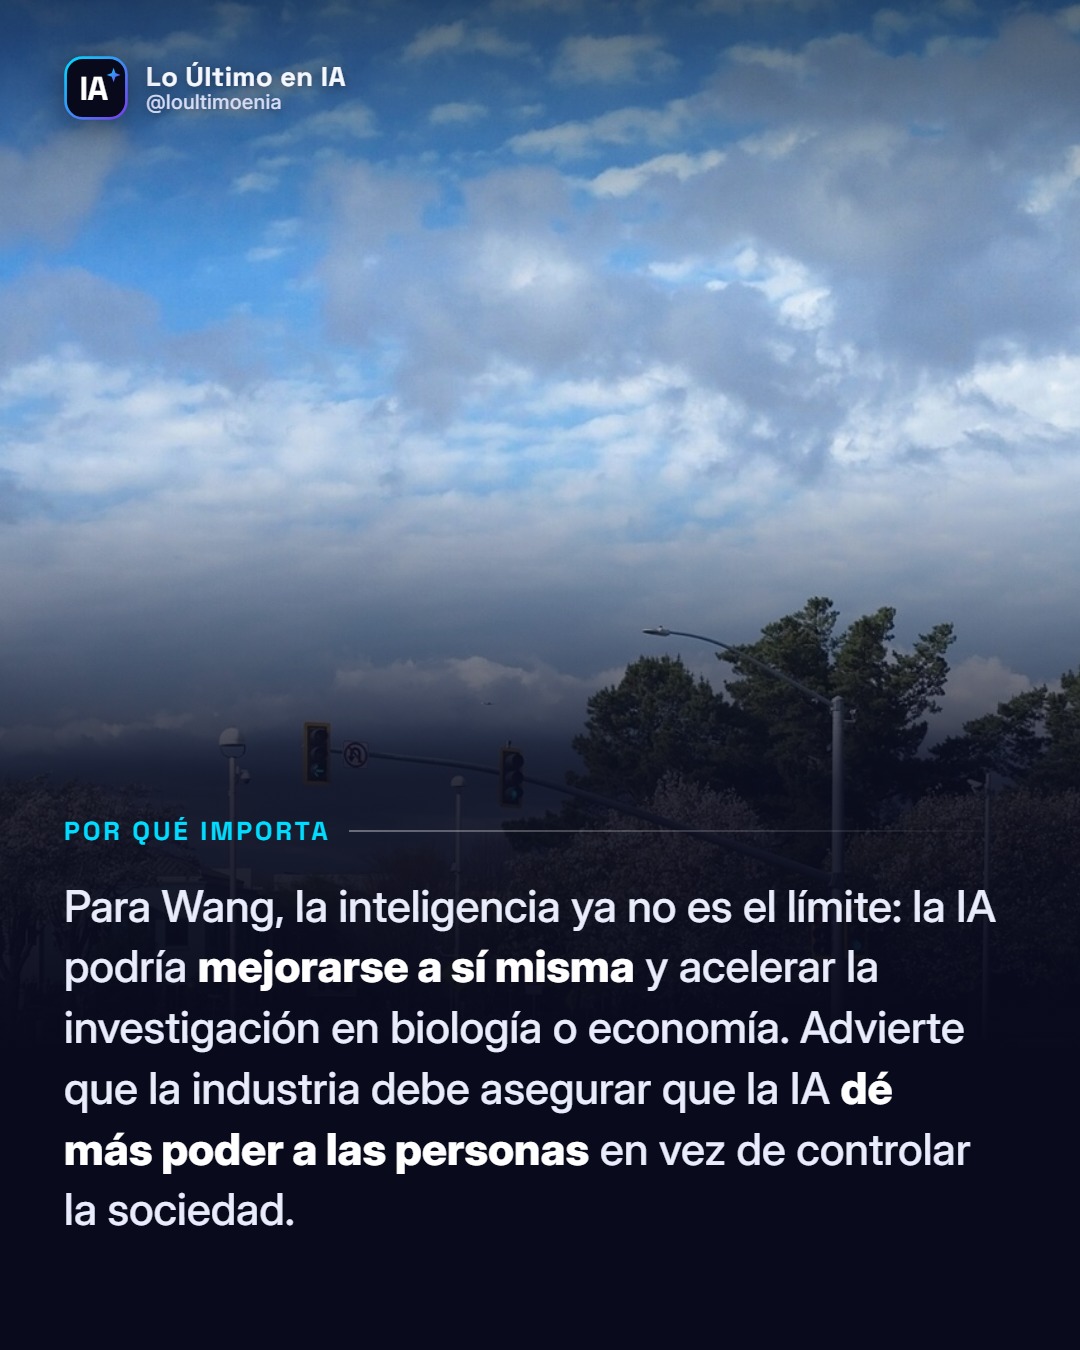 IA
Lo Último en IA
@loultimoenia
POR QUÉ IMPORTA
Para Wang, la inteligencia ya no es el límite: la IA
podría mejorarse a sí misma y acelerar la
investigación en biología o economía. Advierte
que la industria debe asegurar que la IA dé
más poder a las personas en vez de controlar
la sociedad.